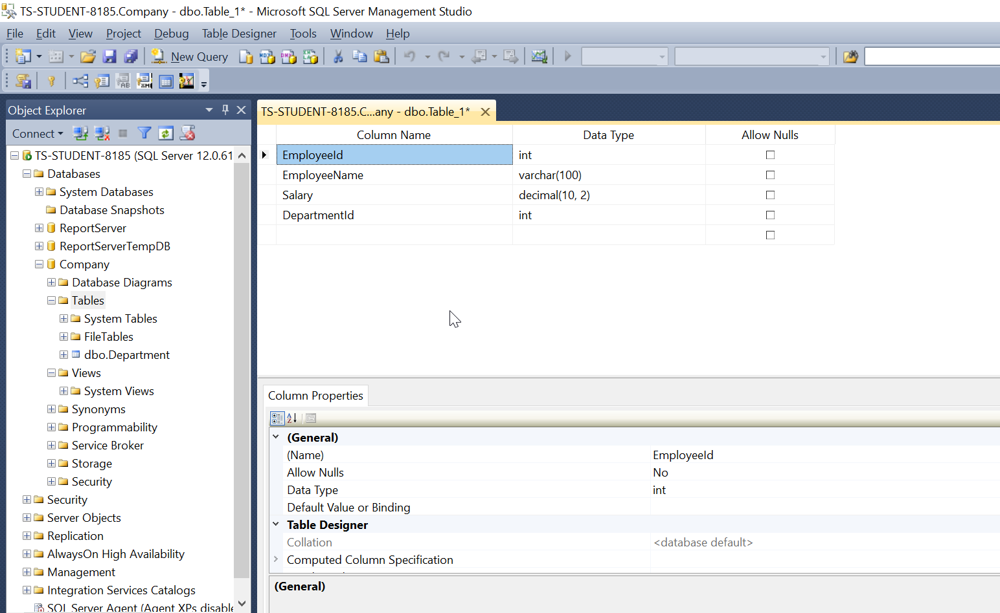 TS-STUDENT-8185.Company - dbo.Table_1* - Microsoft SQL Server Management Studio
File Edit View Project Debug Table Designer Tools Window Help
New Query
Object Explorer
Connect
TS-STUDENT-8185 (SQL Server 12.0.61
Databases
System Databases
Database Snapshots
ReportServer
ReportServerTempDB
Company
Database Diagrams
Tables
System Tables
FileTables
dbo.Department
Views
System Views
Synonyms
Programmability
Service Broker
Storage
Security
Security
Server Objects
Replication
AlwaysOn High Availability
Management
Integration Services Catalogs
SQL Server Agent (Agent XPs disable
TS-STUDENT-8185.C...any - dbo.Table_1*
Column Name Data Type Allow Nulls
EmployeeId int
EmployeeName varchar(100)
Salary decimal(10, 2)
DepartmentId int
Column Properties
(General)
(Name) EmployeeId
Allow Nulls No
Data Type int
Default Value or Binding
Table Designer
Collation <database default>
Computed Column Specification
(General)